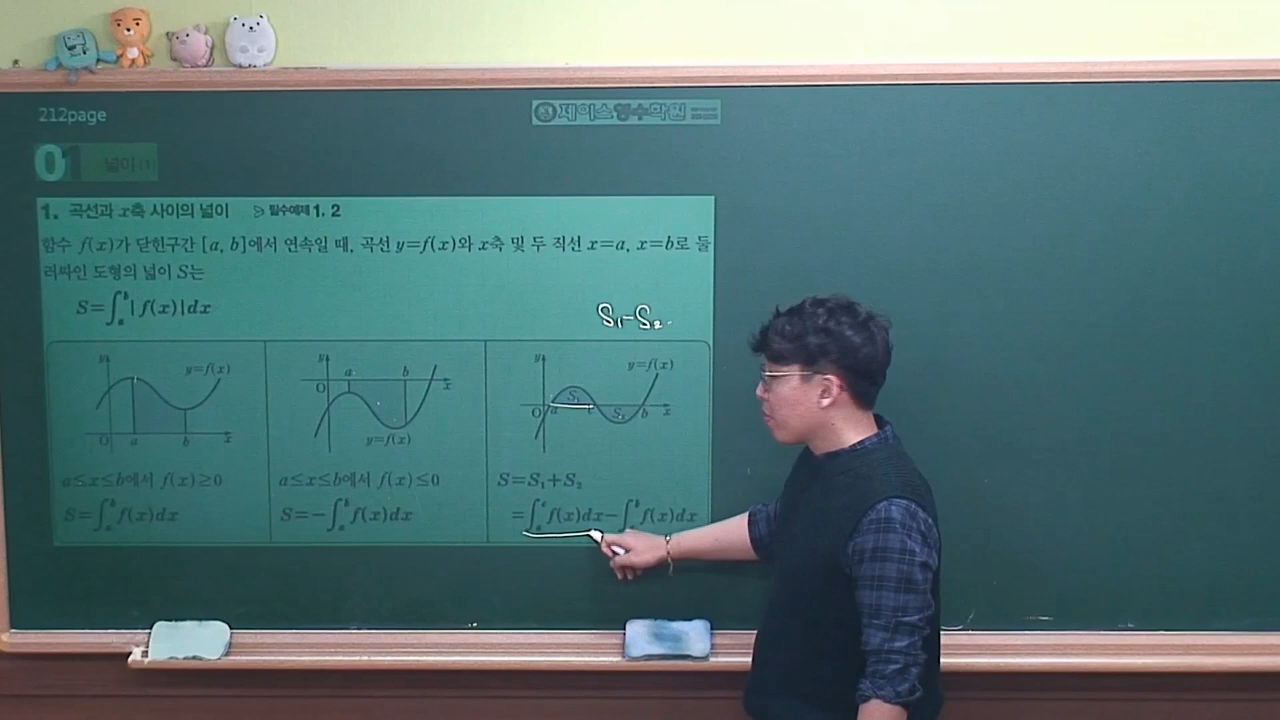 212page
제이스영수학원
01 넓이 (1)
1. 곡선과 x축 사이의 넓이 필수예제 1, 2
함수 f(x)가 닫힌구간 [a, b]에서 연속일 때, 곡선 y=f(x)와 x축 및 두 직선 x=a, x=b로 둘
러싸인 도형의 넓이 S는
S=∫ₐᵇ|f(x)|dx
S₁-S₂
y y=f(x)
O a b x
a≤x≤b에서 f(x)≥0
S=∫ₐᵇf(x)dx
y a b
O x
y=f(x)
a≤x≤b에서 f(x)≤0
S=-∫ₐᵇf(x)dx
y y=f(x)
S₁
O a c S₂ b x
S=S₁+S₂
=∫ₐᶜf(x)dx-∫ᵇf(x)dx